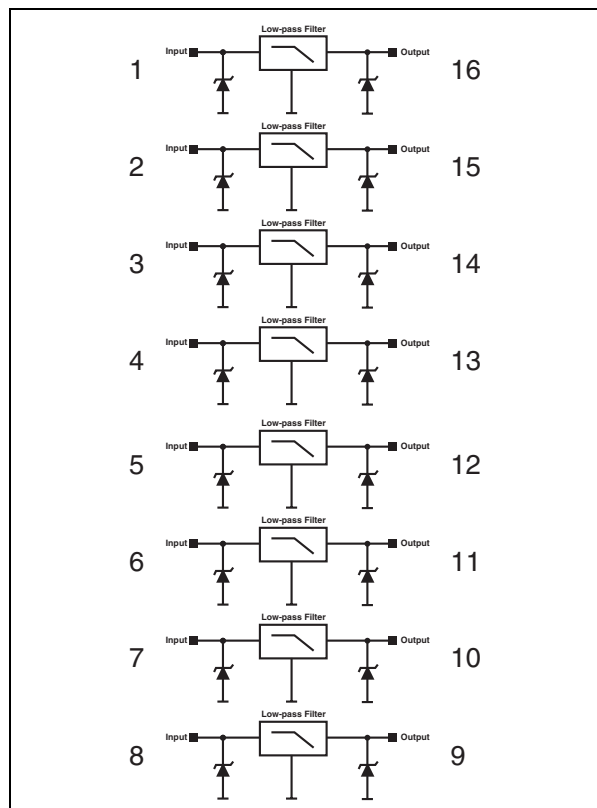 Low-pass Filter
Input Output
1 16
Low-pass Filter
Input Output
2 15
Low-pass Filter
Input Output
3 14
Low-pass Filter
Input Output
4 13
Low-pass Filter
Input Output
5 12
Low-pass Filter
Input Output
6 11
Low-pass Filter
Input Output
7 10
Low-pass Filter
Input Output
8 9